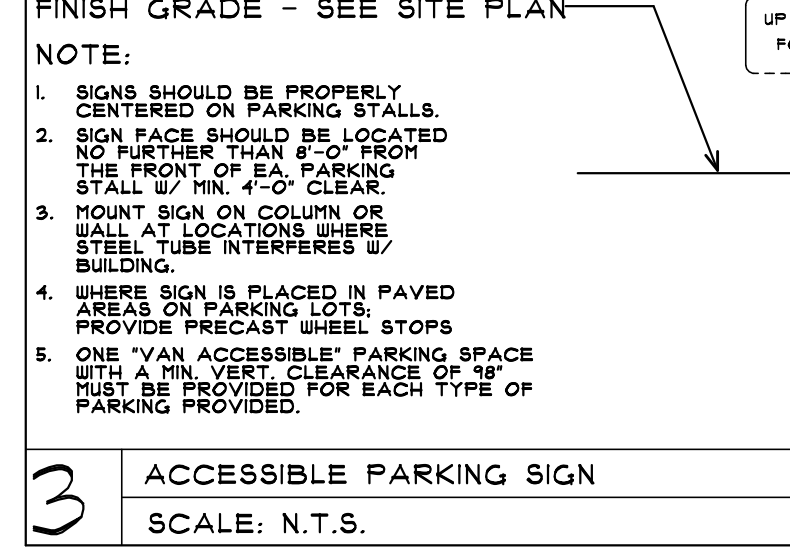 FINISH GRADE - SEE SITE PLAN
UP
NOTE:
1. SIGNS SHOULD BE PROPERLY
CENTERED ON PARKING STALLS.
2. SIGN FACE SHOULD BE LOCATED
NO FURTHER THAN 8'-0" FROM
THE FRONT OF EA. PARKING
STALL W/ MIN. 4'-0" CLEAR.
3. MOUNT SIGN ON COLUMN OR
WALL AT LOCATIONS WHERE
STEEL TUBE INTERFERES W/
BUILDING.
4. WHERE SIGN IS PLACED IN PAVED
AREAS ON PARKING LOTS;
PROVIDE PRECAST WHEEL STOPS
5. ONE "VAN ACCESSIBLE" PARKING SPACE
WITH A MIN. VERT. CLEARANCE OF 98"
MUST BE PROVIDED FOR EACH TYPE OF
PARKING PROVIDED.
3
ACCESSIBLE PARKING SIGN
SCALE: N.T.S.